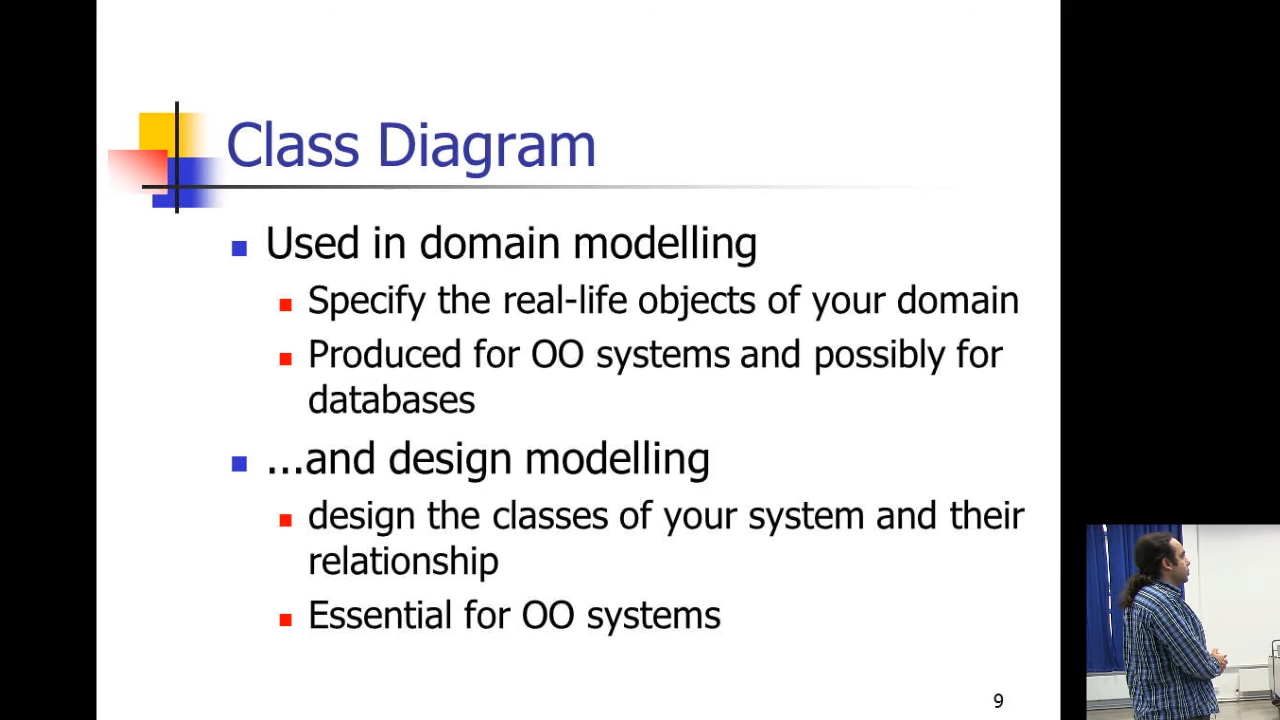 Class Diagram
Used in domain modelling
Specify the real-life objects of your domain
Produced for OO systems and possibly for
databases
...and design modelling
design the classes of your system and their
relationship
Essential for OO systems
9